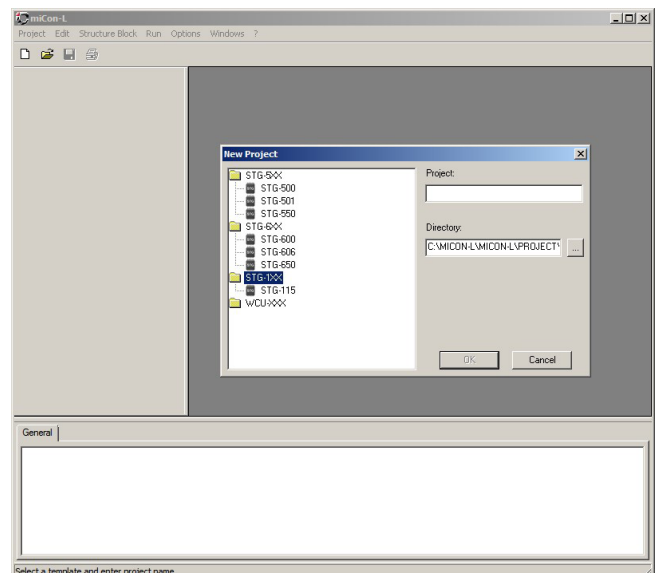 miCon-L
Project Edit Structure Block Run Options Windows ?
New Project
STG-5XX
STG-500
STG-501
STG-550
STG-6XX
STG-600
STG-606
STG-650
STG-1XX
STG-115
WCU-XXX
Project:
Directory:
C:\MICON-L\MICON-L\PROJECT\
...
OK
Cancel
General
Select a template and enter project name